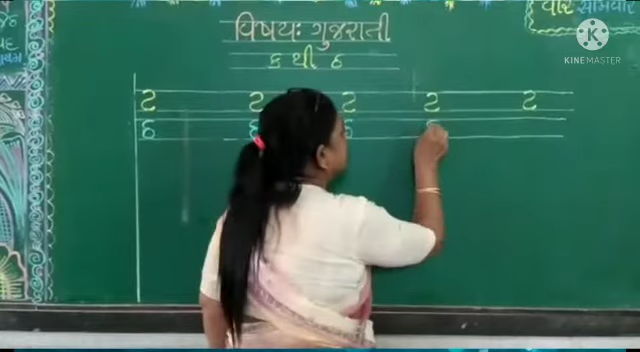 વાર સોમવાર
વિષયઃ ગુજરાતી
ક થી ઠ
ટ ટ ટ ટ ટ
ઠ ઠ ઠ
KINEMASTER